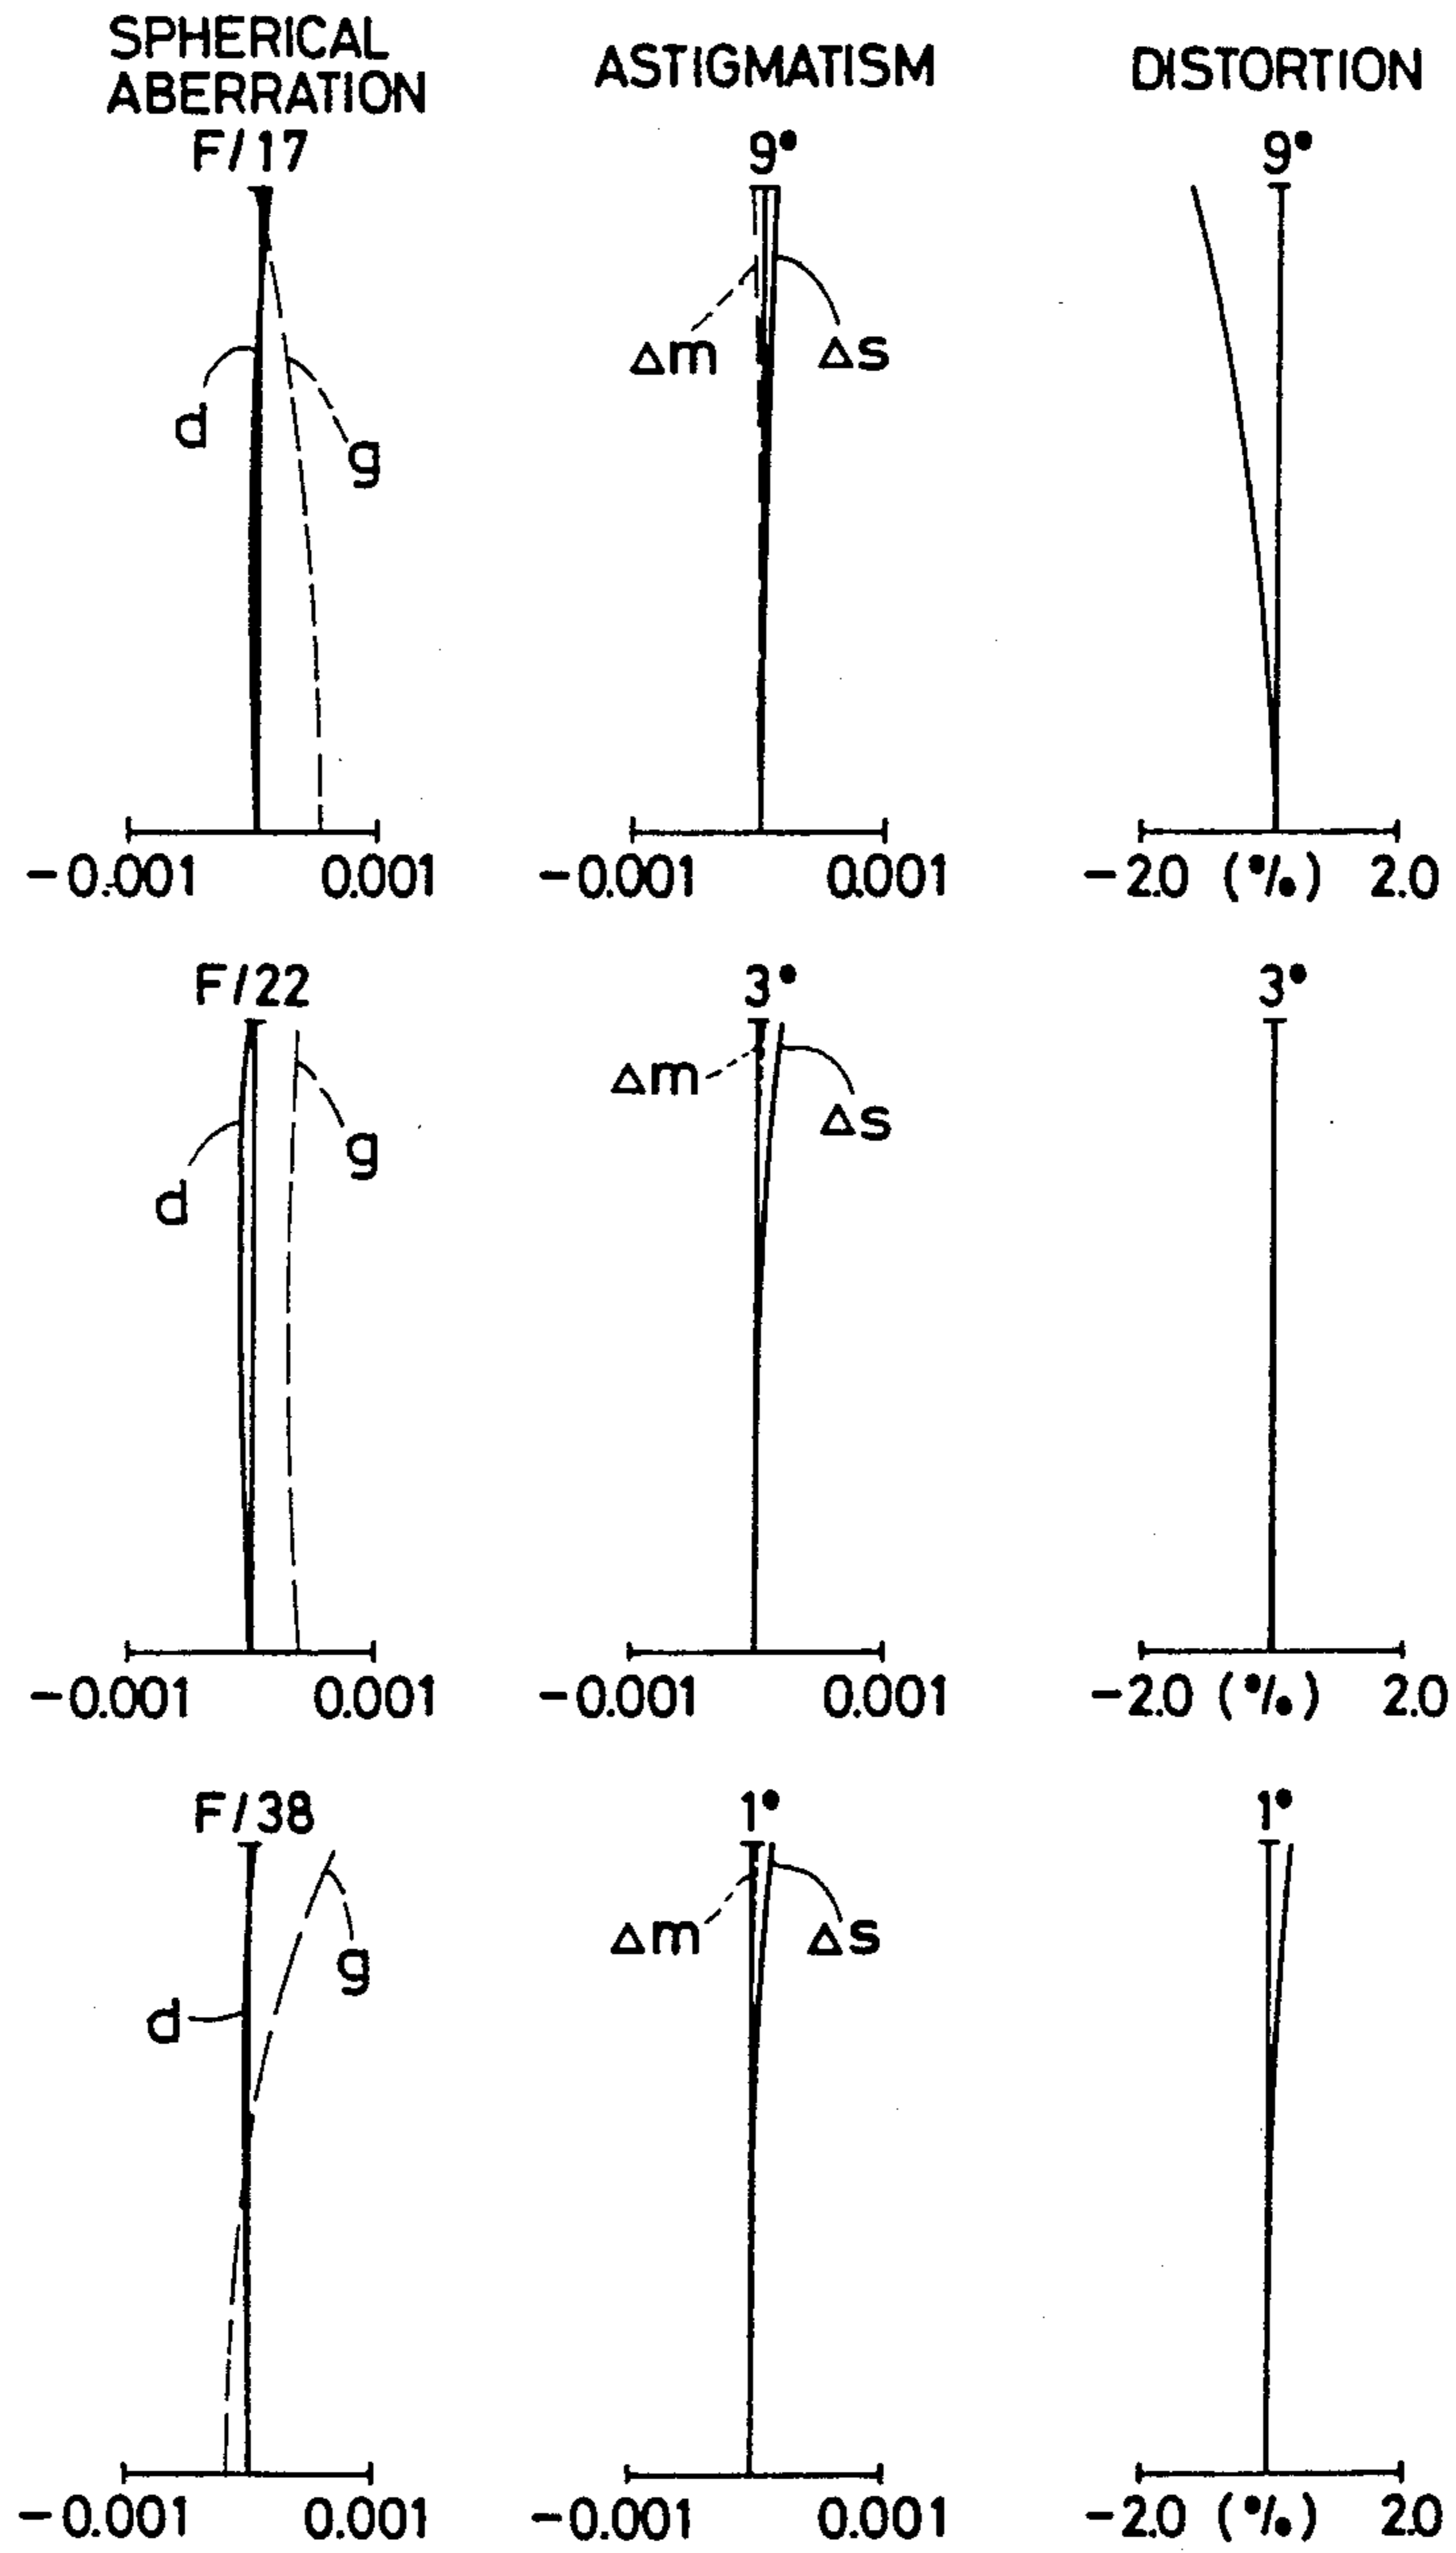 SPHERICAL
ABERRATION
F/17
ASTIGMATISM
9°
DISTORTION
9°
d
g
Δm
Δs
-0.001
0.001
-0.001
0.001
-2.0 (%) 2.0
F/22
3°
3°
d
g
Δm
Δs
-0.001
0.001
-0.001
0.001
-2.0 (%) 2.0
F/38
1°
1°
d
g
Δm
Δs
-0.001
0.001
-0.001
0.001
-2.0 (%) 2.0